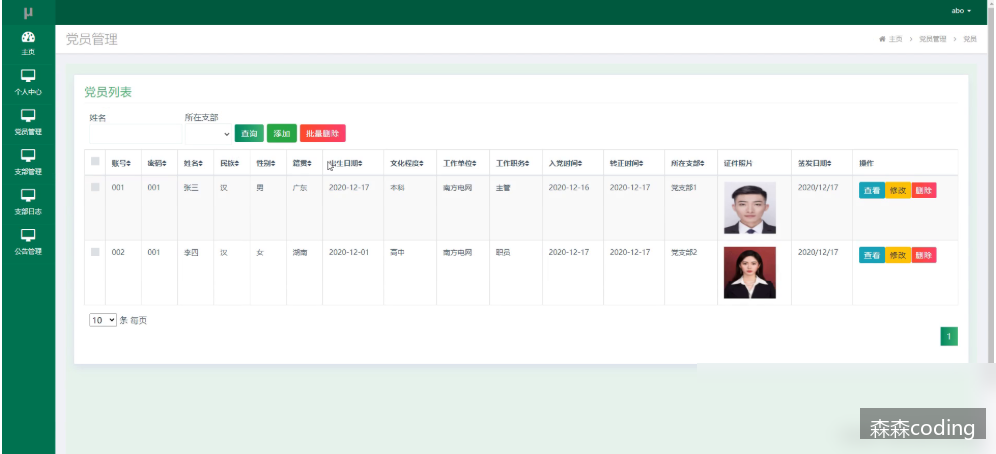 μ
abo
主页
党员管理
主页 > 党员管理 > 党员
个人中心
党员管理
支部管理
支部日志
公告管理
党员列表
姓名
所在支部
查询 添加 批量删除
账号 密码 姓名 民族 性别 籍贯 出生日期 文化程度 工作单位 工作职务 入党时间 转正时间 所在支部 证件照片 签发日期 操作
001 001 张三 汉 男 广东 2020-12-17 本科 南方电网 主管 2020-12-16 2020-12-17 党支部1 2020/12/17 查看 修改 删除
002 001 李四 汉 女 湖南 2020-12-01 高中 南方电网 职员 2020-12-17 2020-12-17 党支部2 2020/12/17 查看 修改 删除
10 条 每页
1
森森coding